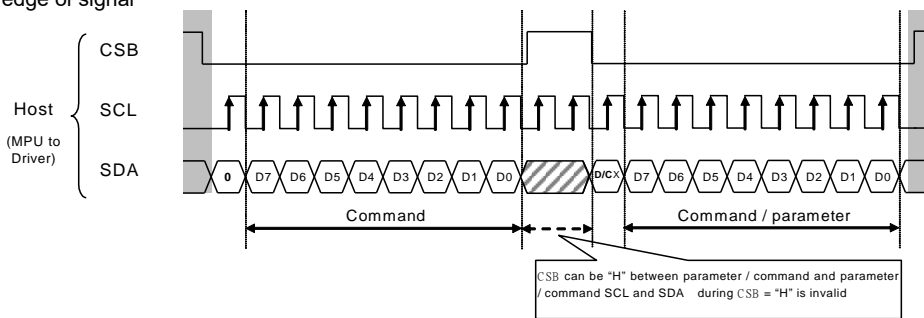 edge of signal
CSB
Host
SCL
(MPU to
Driver)
SDA
0 D7 D6 D5 D4 D3 D2 D1 D0 D/CX D7 D6 D5 D4 D3 D2 D1 D0
Command
Command / parameter
CSB can be “H” between parameter / command and parameter
/ command SCL and SDA during CSB = “H” is invalid